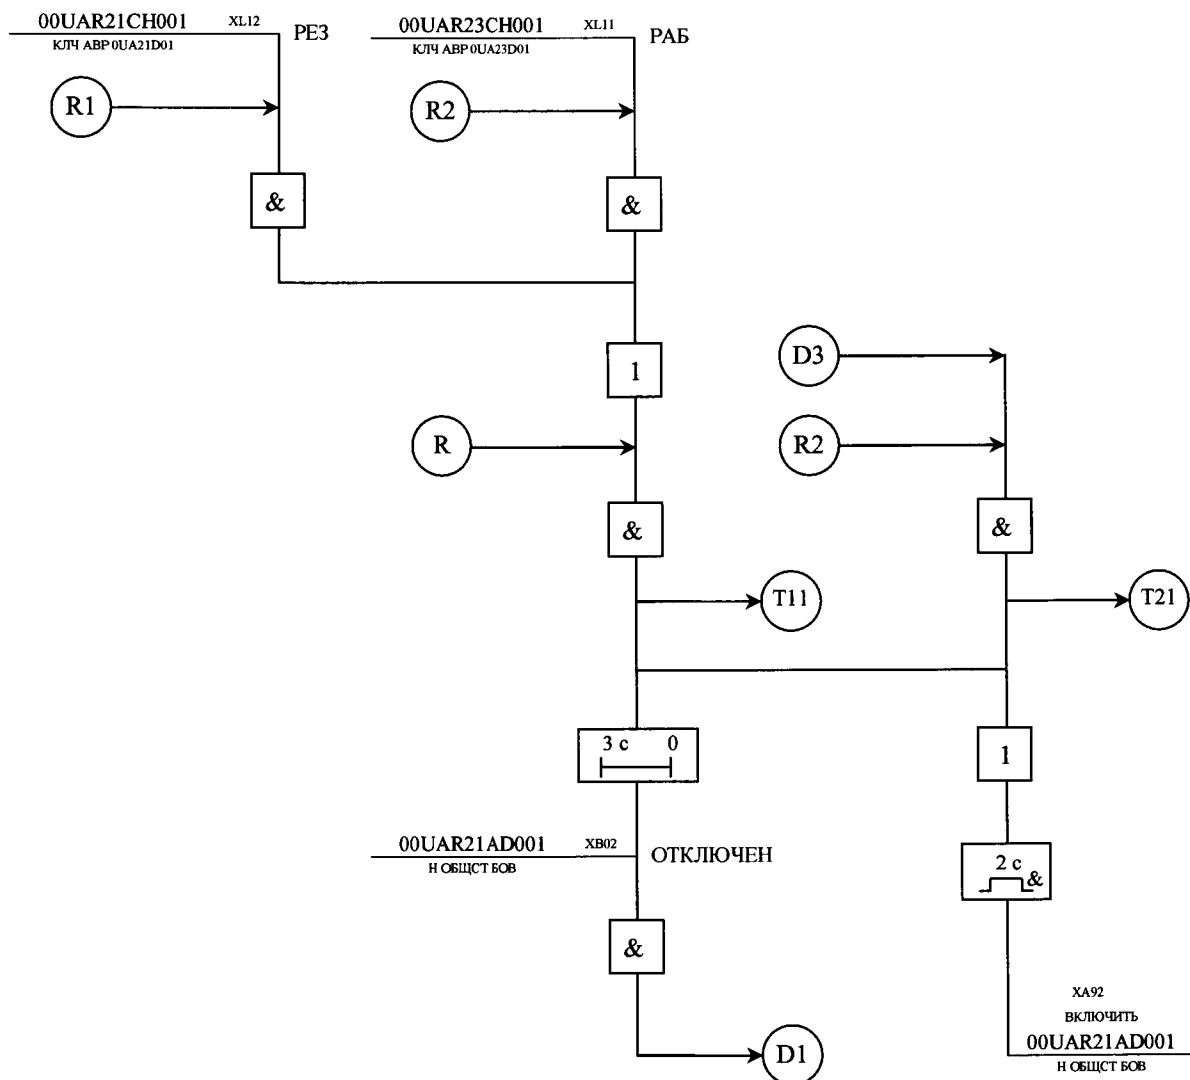 00UAR21CH001 XL12 РЕЗ
КЛЧ АВР 0UA21D01
00UAR23CH001 XL11 РАБ
КЛЧ АВР 0UA23D01
R1
R2
&
&
1
D3
R
R2
&
&
T11
T21
3 с 0
1
00UAR21AD001 XB02 ОТКЛЮЧЕН
Н ОБЩСТ БОВ
2 с
&
&
XA92
ВКЛЮЧИТЬ
D1
00UAR21AD001
Н ОБЩСТ БОВ